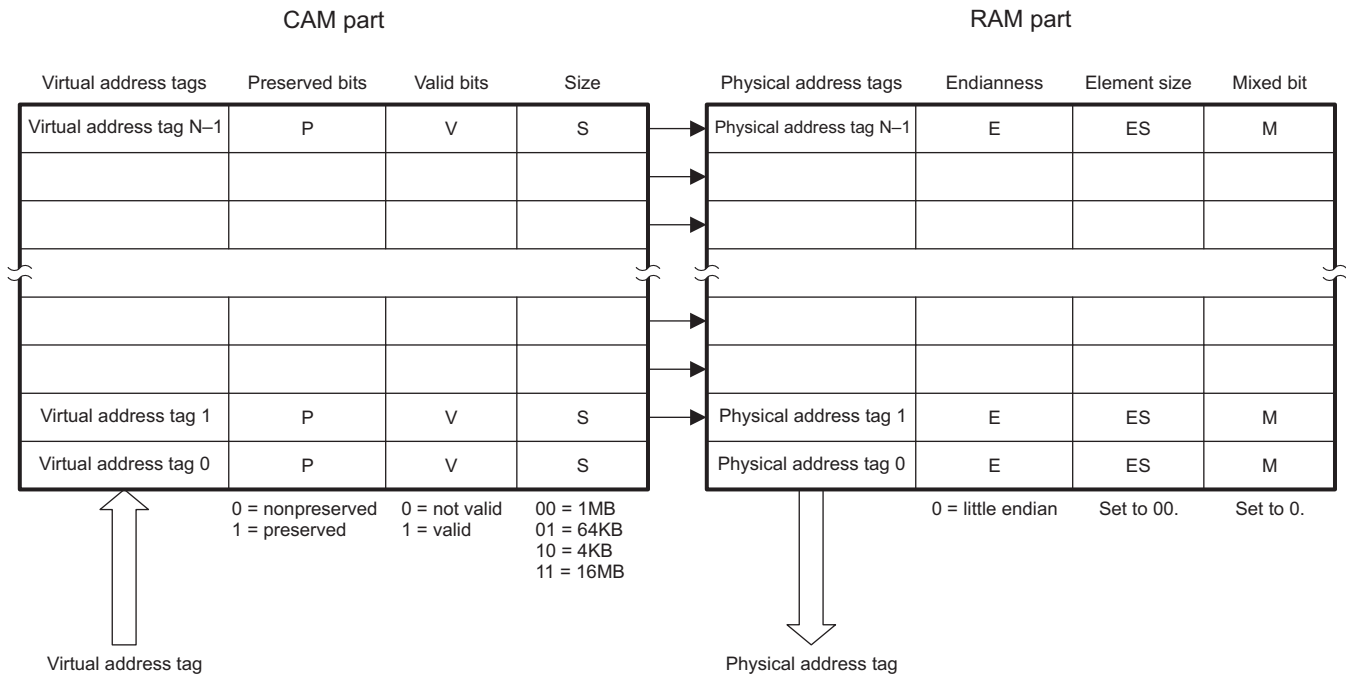 CAM part
RAM part
Virtual address tags Preserved bits Valid bits Size
Physical address tags Endianness Element size Mixed bit
Virtual address tag N–1 P V S
Physical address tag N–1 E ES M
Virtual address tag 1 P V S
Physical address tag 1 E ES M
Virtual address tag 0 P V S
Physical address tag 0 E ES M
0 = nonpreserved
1 = preserved
0 = not valid
1 = valid
00 = 1MB
01 = 64KB
10 = 4KB
11 = 16MB
0 = little endian
Set to 00.
Set to 0.
Virtual address tag
Physical address tag